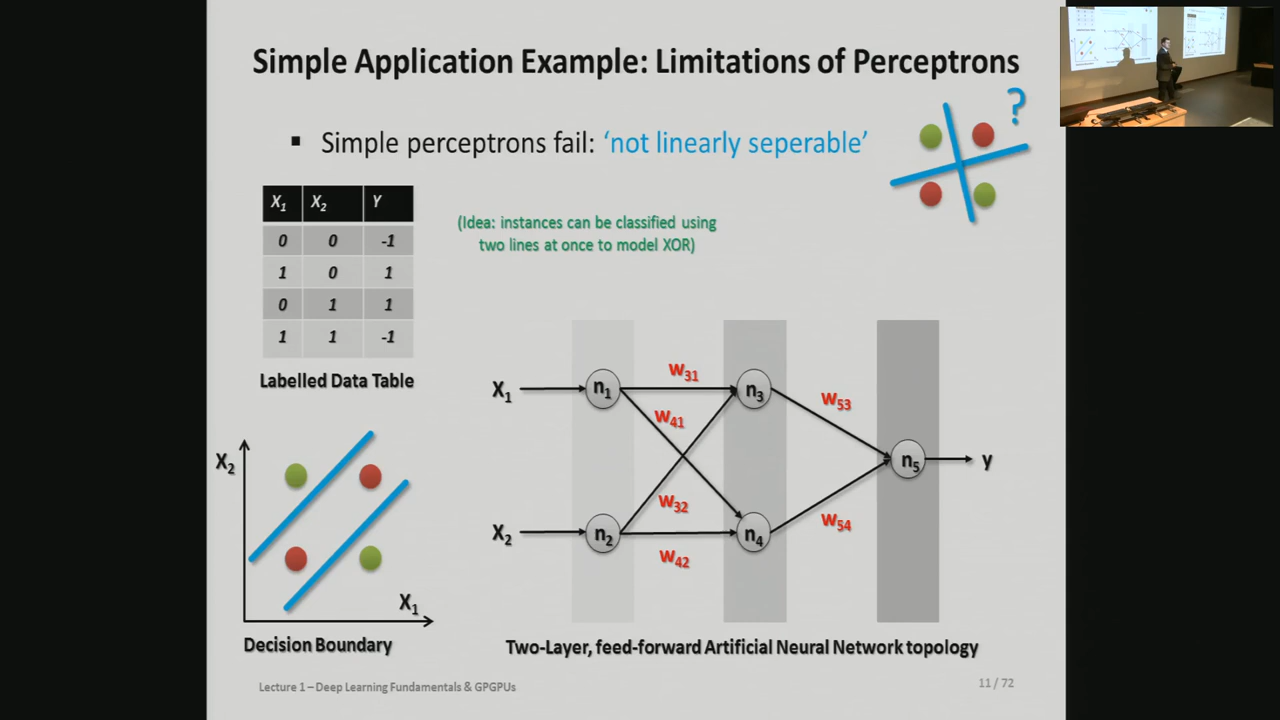 Simple Application Example: Limitations of Perceptrons
?
▪ Simple perceptrons fail: ‘not linearly seperable’
X1 X2 Y
0 0 -1
1 0 1
0 1 1
1 1 -1
Labelled Data Table
(Idea: instances can be classified using
two lines at once to model XOR)
X2
X1
Decision Boundary
X1
X2
n1
n2
w31
w41
w32
w42
n3
n4
w53
w54
n5
y
Two-Layer, feed-forward Artificial Neural Network topology
Lecture 1 – Deep Learning Fundamentals & GPGPUs
11 / 72